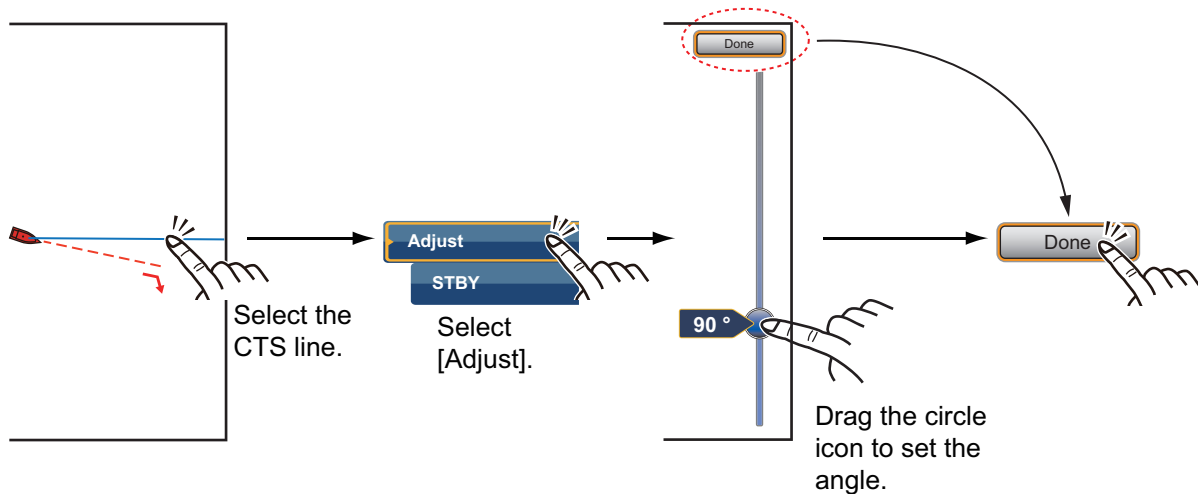 Select the
CTS line.
Adjust
STBY
Select
[Adjust].
Done
90 °
Drag the circle
icon to set the
angle.
Done